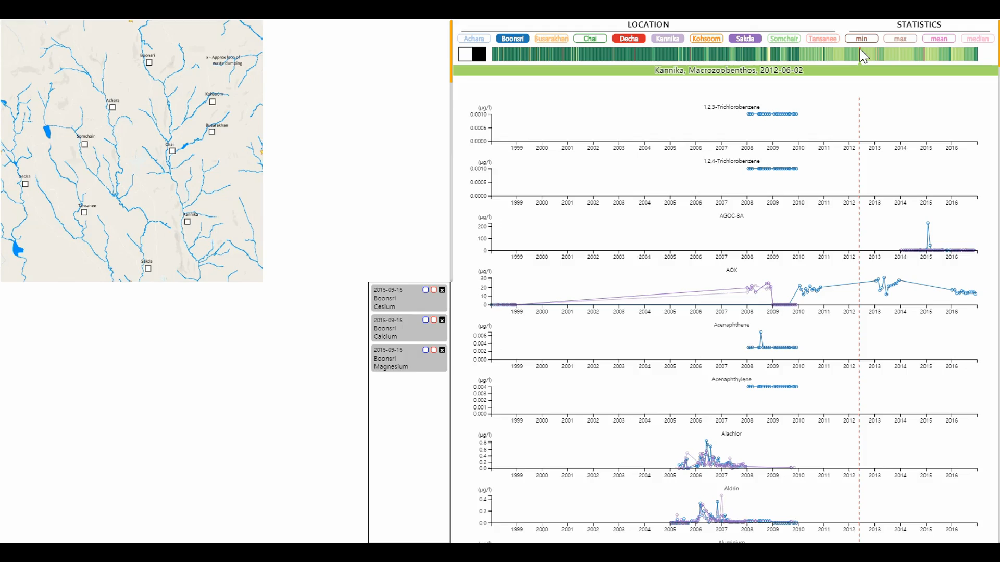 LOCATION
STATISTICS
Achara
Boonsri
Busarakhan
Chai
Decha
Kannika
Kohsoom
Sakda
Somchair
Tansanee
min
max
mean
median
Kannika, Macrozoobenthos, 2012-06-02
Boonsri
x - Approx locn of
waste dumping
Kohsoom
Achara
Busarakhan
Somchair
Chai
Decha
Tansanee
Kannika
Sakda
2015-09-15
Boonsri
Cesium
2015-09-15
Boonsri
Calcium
2015-09-15
Boonsri
Magnesium
1,2,3-Trichlorobenzene
(µg/l)
0.0010
0.0005
0.0000
1999 2000 2001 2002 2003 2004 2005 2006 2007 2008 2009 2010 2011 2012 2013 2014 2015 2016
1,2,4-Trichlorobenzene
(µg/l)
0.0010
0.0005
0.0000
1999 2000 2001 2002 2003 2004 2005 2006 2007 2008 2009 2010 2011 2012 2013 2014 2015 2016
AGOC-3A
(µg/l)
200
100
0
1999 2000 2001 2002 2003 2004 2005 2006 2007 2008 2009 2010 2011 2012 2013 2014 2015 2016
AOX
(µg/l)
30
20
10
0
1999 2000 2001 2002 2003 2004 2005 2006 2007 2008 2009 2010 2011 2012 2013 2014 2015 2016
Acenaphthene
(µg/l)
0.006
0.004
0.002
0.000
1999 2000 2001 2002 2003 2004 2005 2006 2007 2008 2009 2010 2011 2012 2013 2014 2015 2016
Acenaphthylene
(µg/l)
0.004
0.003
0.002
0.001
0.000
1999 2000 2001 2002 2003 2004 2005 2006 2007 2008 2009 2010 2011 2012 2013 2014 2015 2016
Alachlor
(µg/l)
0.8
0.6
0.4
0.2
0.0
1999 2000 2001 2002 2003 2004 2005 2006 2007 2008 2009 2010 2011 2012 2013 2014 2015 2016
Aldrin
(µg/l)
0.4
0.2
0.0
1999 2000 2001 2002 2003 2004 2005 2006 2007 2008 2009 2010 2011 2012 2013 2014 2015 2016
Aluminium